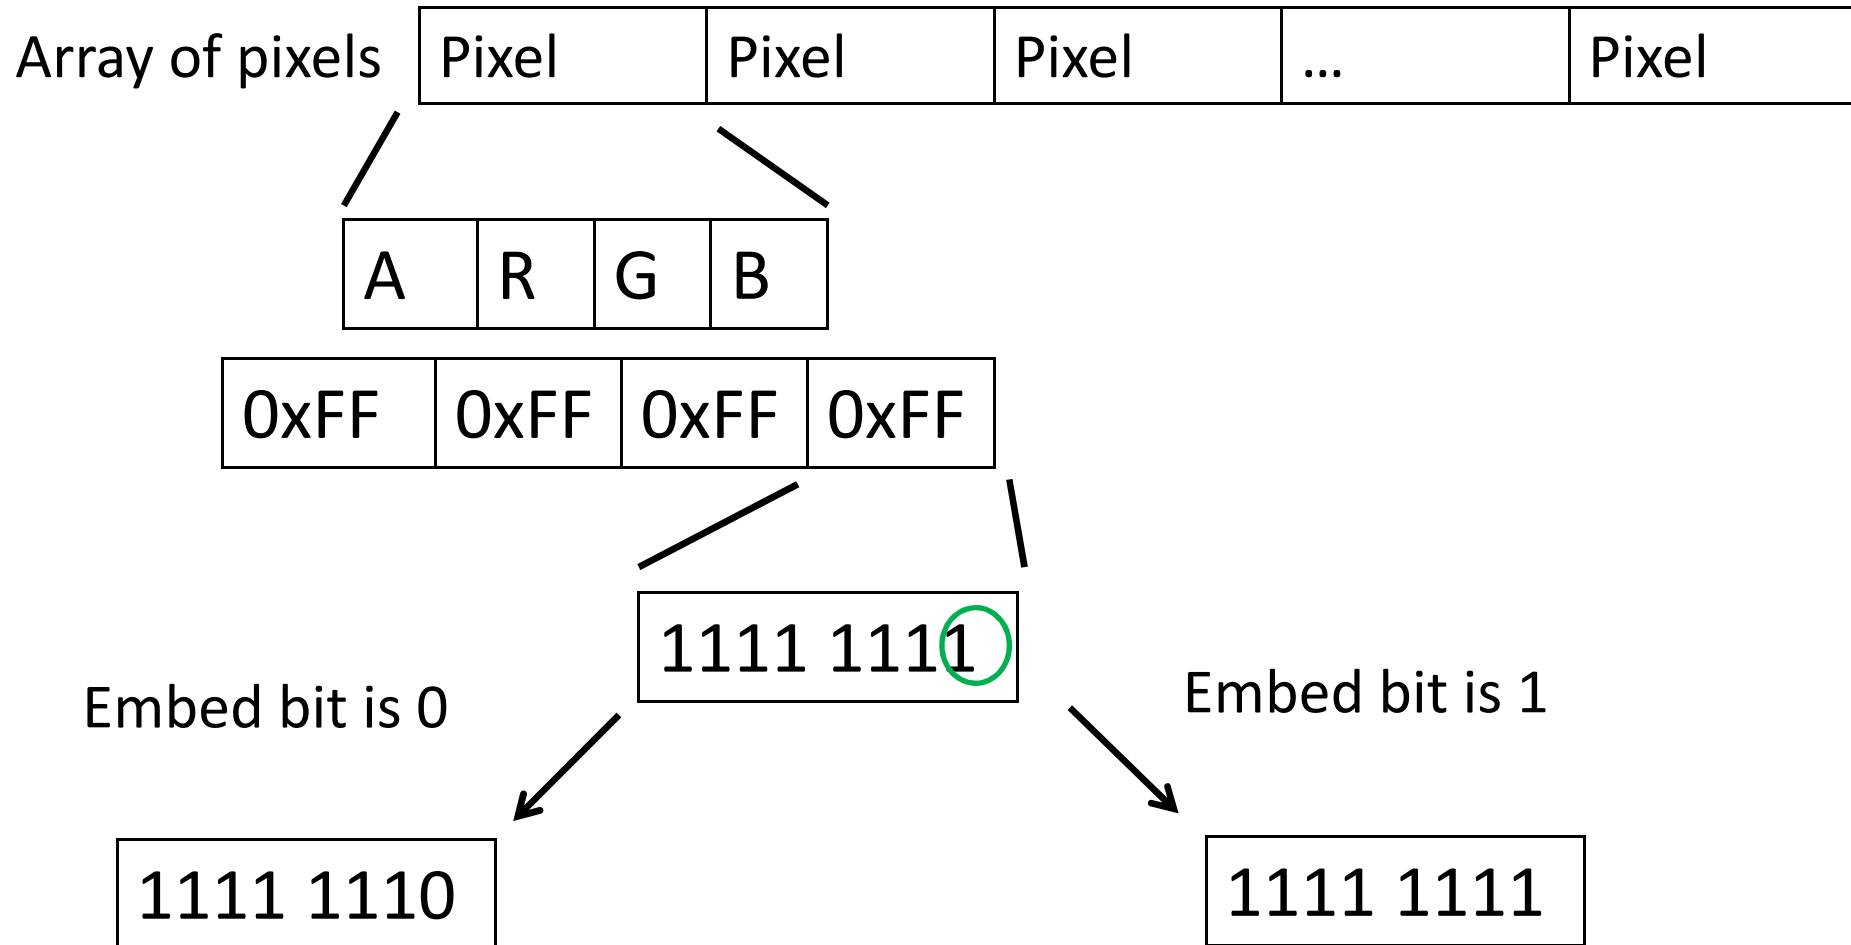 Array of pixels Pixel Pixel Pixel ... Pixel
A R G B
0xFF 0xFF 0xFF 0xFF
1111 1111
Embed bit is 0
Embed bit is 1
1111 1110
1111 1111